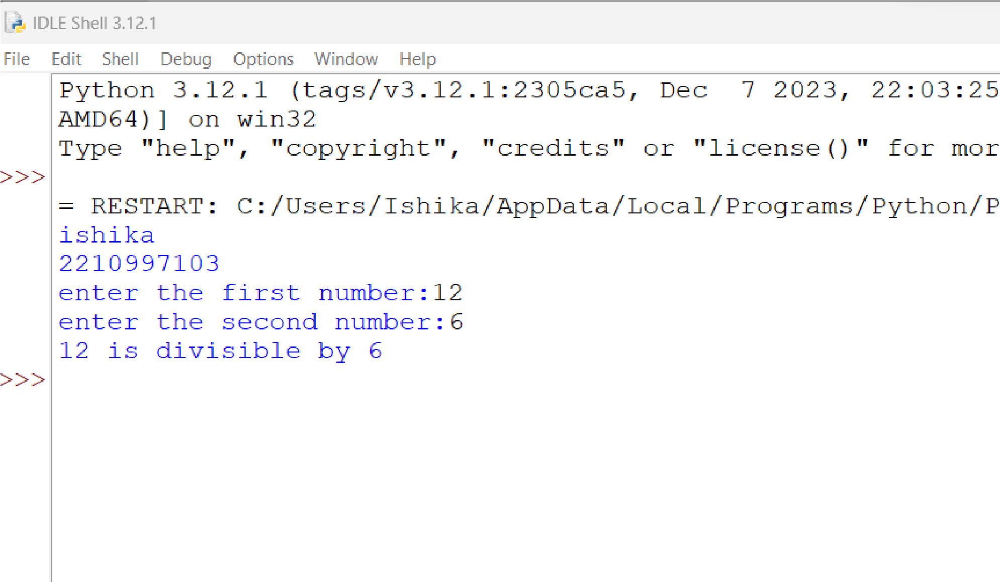 IDLE Shell 3.12.1
File Edit Shell Debug Options Window Help
Python 3.12.1 (tags/v3.12.1:2305ca5, Dec  7 2023, 22:03:25
AMD64)] on win32
Type "help", "copyright", "credits" or "license()" for mor
>>>
= RESTART: C:/Users/Ishika/AppData/Local/Programs/Python/P
ishika
2210997103
enter the first number:12
enter the second number:6
12 is divisible by 6
>>>